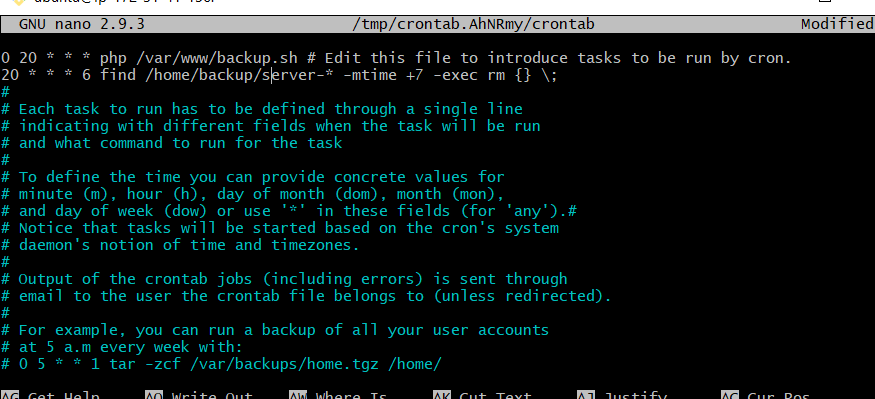 GNU nano 2.9.3 /tmp/crontab.AhNRmy/crontab Modified
0 20 * * * php /var/www/backup.sh # Edit this file to introduce tasks to be run by cron.
20 * * * 6 find /home/backup/server-* -mtime +7 -exec rm {} \;
#
# Each task to run has to be defined through a single line
# indicating with different fields when the task will be run
# and what command to run for the task
#
# To define the time you can provide concrete values for
# minute (m), hour (h), day of month (dom), month (mon),
# and day of week (dow) or use '*' in these fields (for 'any').#
# Notice that tasks will be started based on the cron's system
# daemon's notion of time and timezones.
#
# Output of the crontab jobs (including errors) is sent through
# email to the user the crontab file belongs to (unless redirected).
#
# For example, you can run a backup of all your user accounts
# at 5 a.m every week with:
# 0 5 * * 1 tar -zcf /var/backups/home.tgz /home/
^G Get Help ^O Write Out ^W Where Is ^K Cut Text ^J Justify ^C Cur Pos